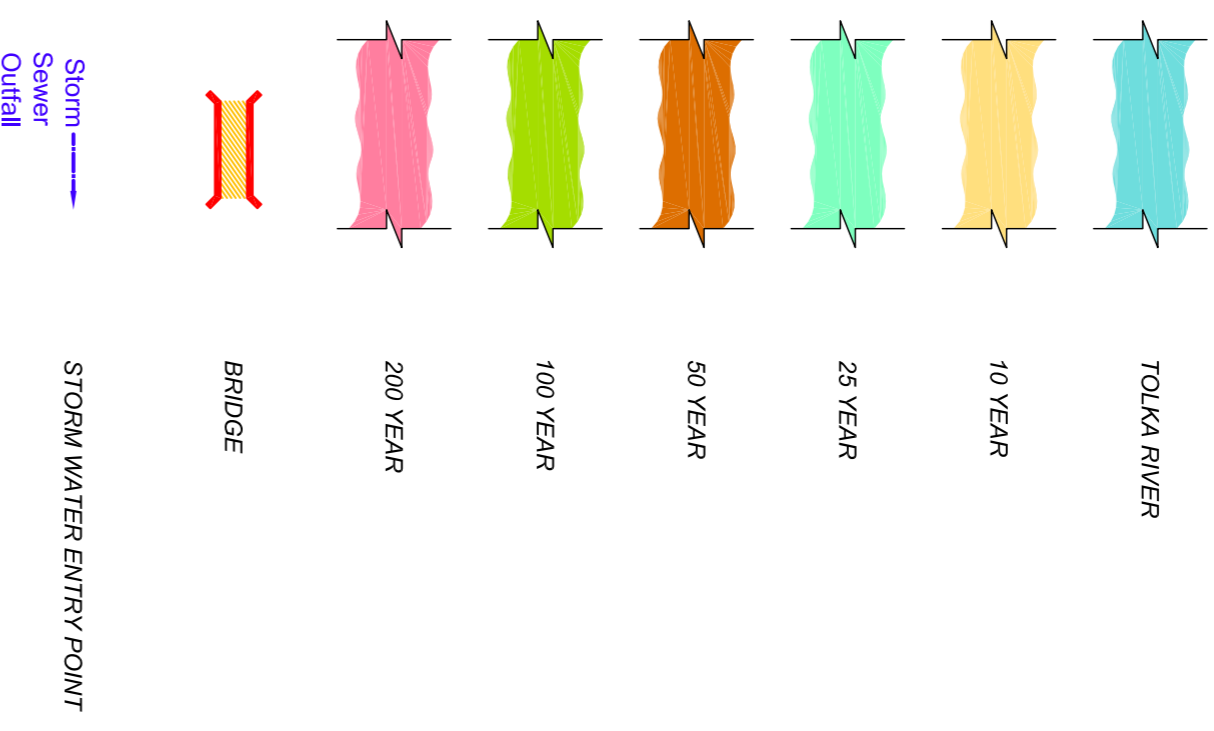 TOLKA RIVER
10 YEAR
25 YEAR
50 YEAR
100 YEAR
200 YEAR
BRIDGE
Storm
Sewer
Outfall
STORM WATER ENTRY POINT